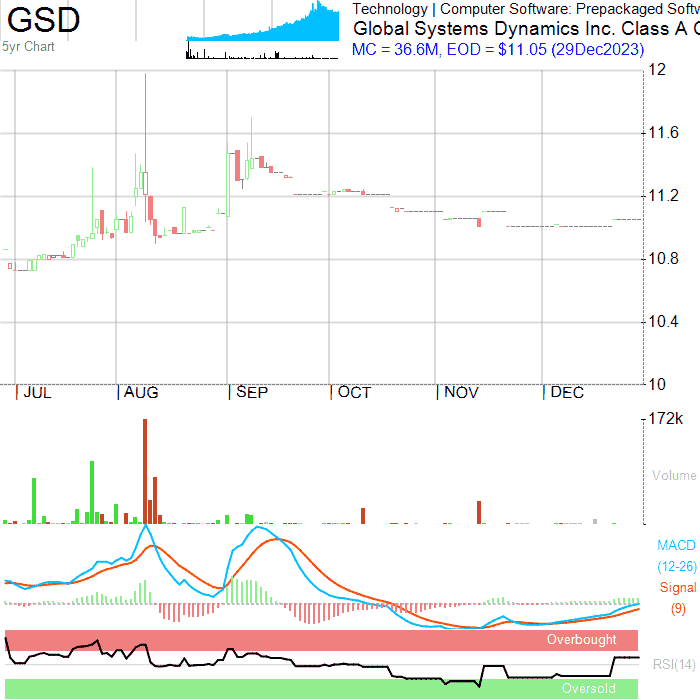 GSD
5yr Chart
Technology | Computer Software: Prepackaged Softw
Global Systems Dynamics Inc. Class A C
MC = 36.6M, EOD = $11.05 (29Dec2023)
12
11.6
11.2
10.8
10.4
10
JUL AUG SEP OCT NOV DEC
172k
Volume
MACD
(12-26)
Signal
(9)
Overbought
RSI(14)
Oversold